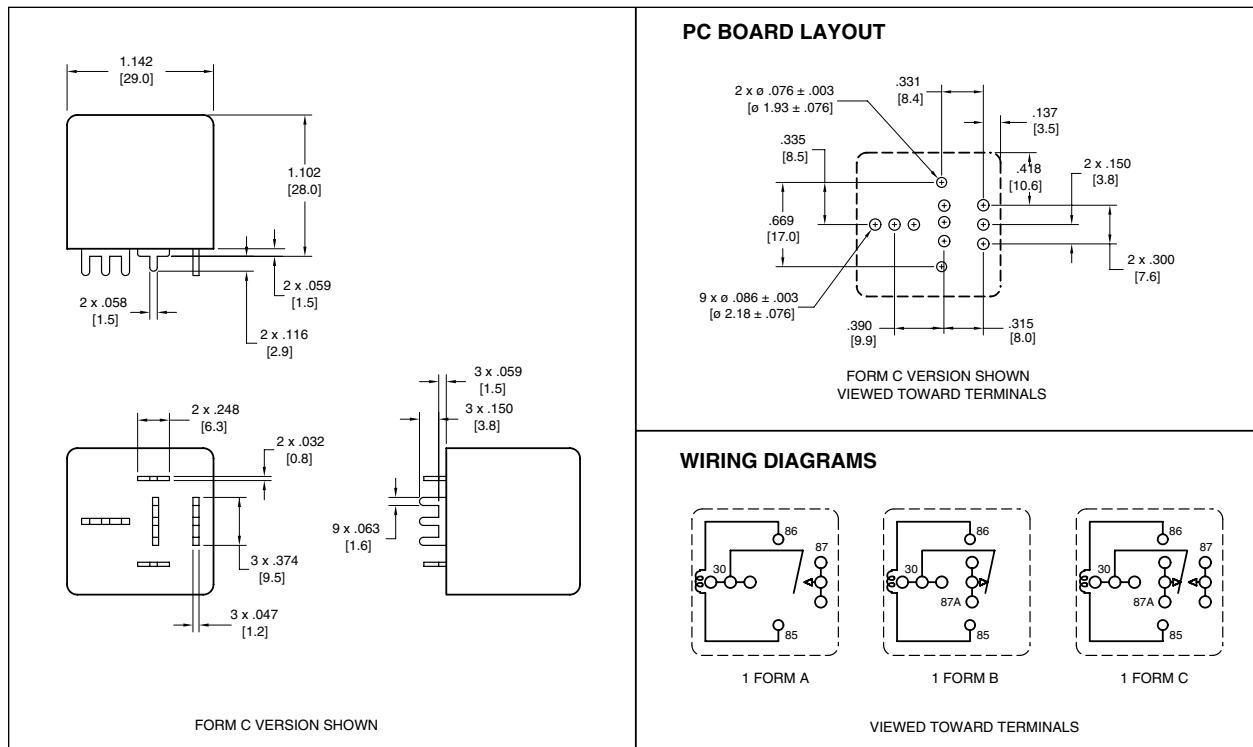 1.142
[29.0]
1.102
[28.0]
2 x .059
[1.5]
2 x .058
[1.5]
2 x .116
[2.9]
3 x .059
[1.5]
2 x .248
[6.3]
3 x .150
[3.8]
2 x .032
[0.8]
9 x .063
[1.6]
3 x .374
[9.5]
3 x .047
[1.2]
FORM C VERSION SHOWN
PC BOARD LAYOUT
2 x ø .076 ± .003
[ø 1.93 ± .076]
.331
[8.4]
.137
[3.5]
.335
[8.5]
.418
[10.6]
2 x .150
[3.8]
.669
[17.0]
2 x .300
[7.6]
9 x ø .086 ± .003
[ø 2.18 ± .076]
.390
[9.9]
.315
[8.0]
FORM C VERSION SHOWN
VIEWED TOWARD TERMINALS
WIRING DIAGRAMS
86
87
30
85
1 FORM A
86
30
87A
85
1 FORM B
86
87
30
87A
85
1 FORM C
VIEWED TOWARD TERMINALS